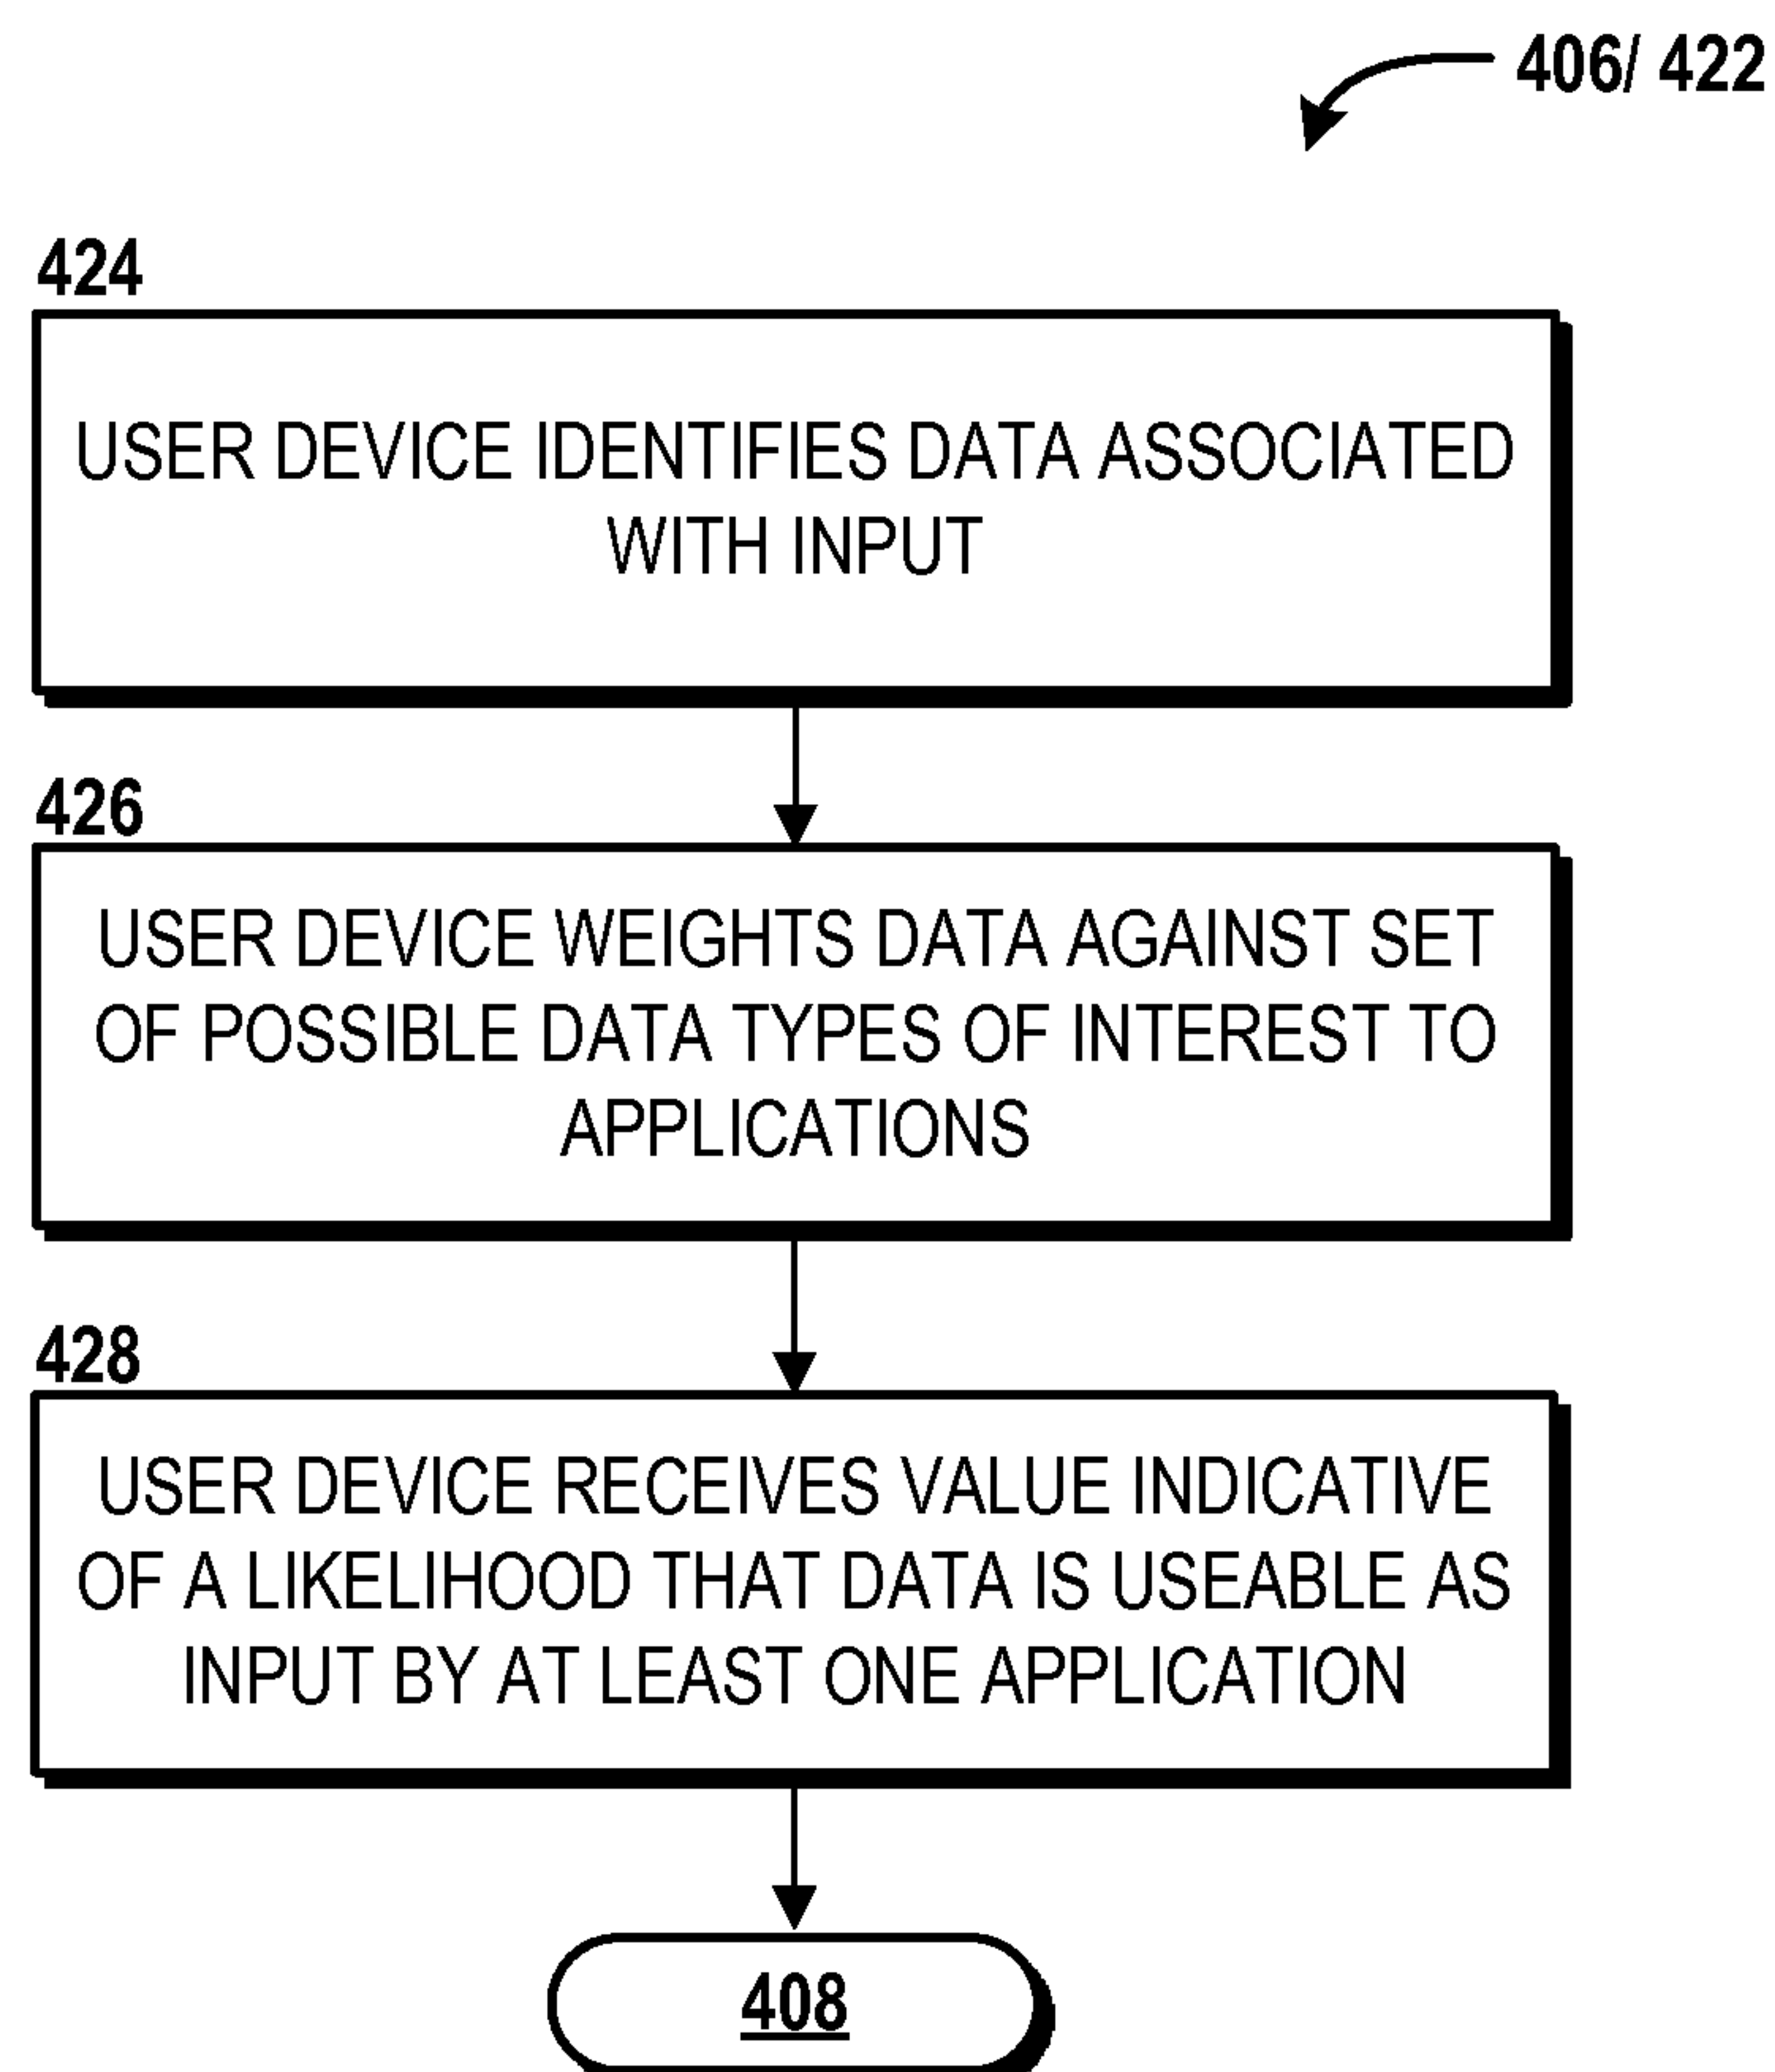 406/ 422
424
USER DEVICE IDENTIFIES DATA ASSOCIATED
WITH INPUT
426
USER DEVICE WEIGHTS DATA AGAINST SET
OF POSSIBLE DATA TYPES OF INTEREST TO
APPLICATIONS
428
USER DEVICE RECEIVES VALUE INDICATIVE
OF A LIKELIHOOD THAT DATA IS USEABLE AS
INPUT BY AT LEAST ONE APPLICATION
408